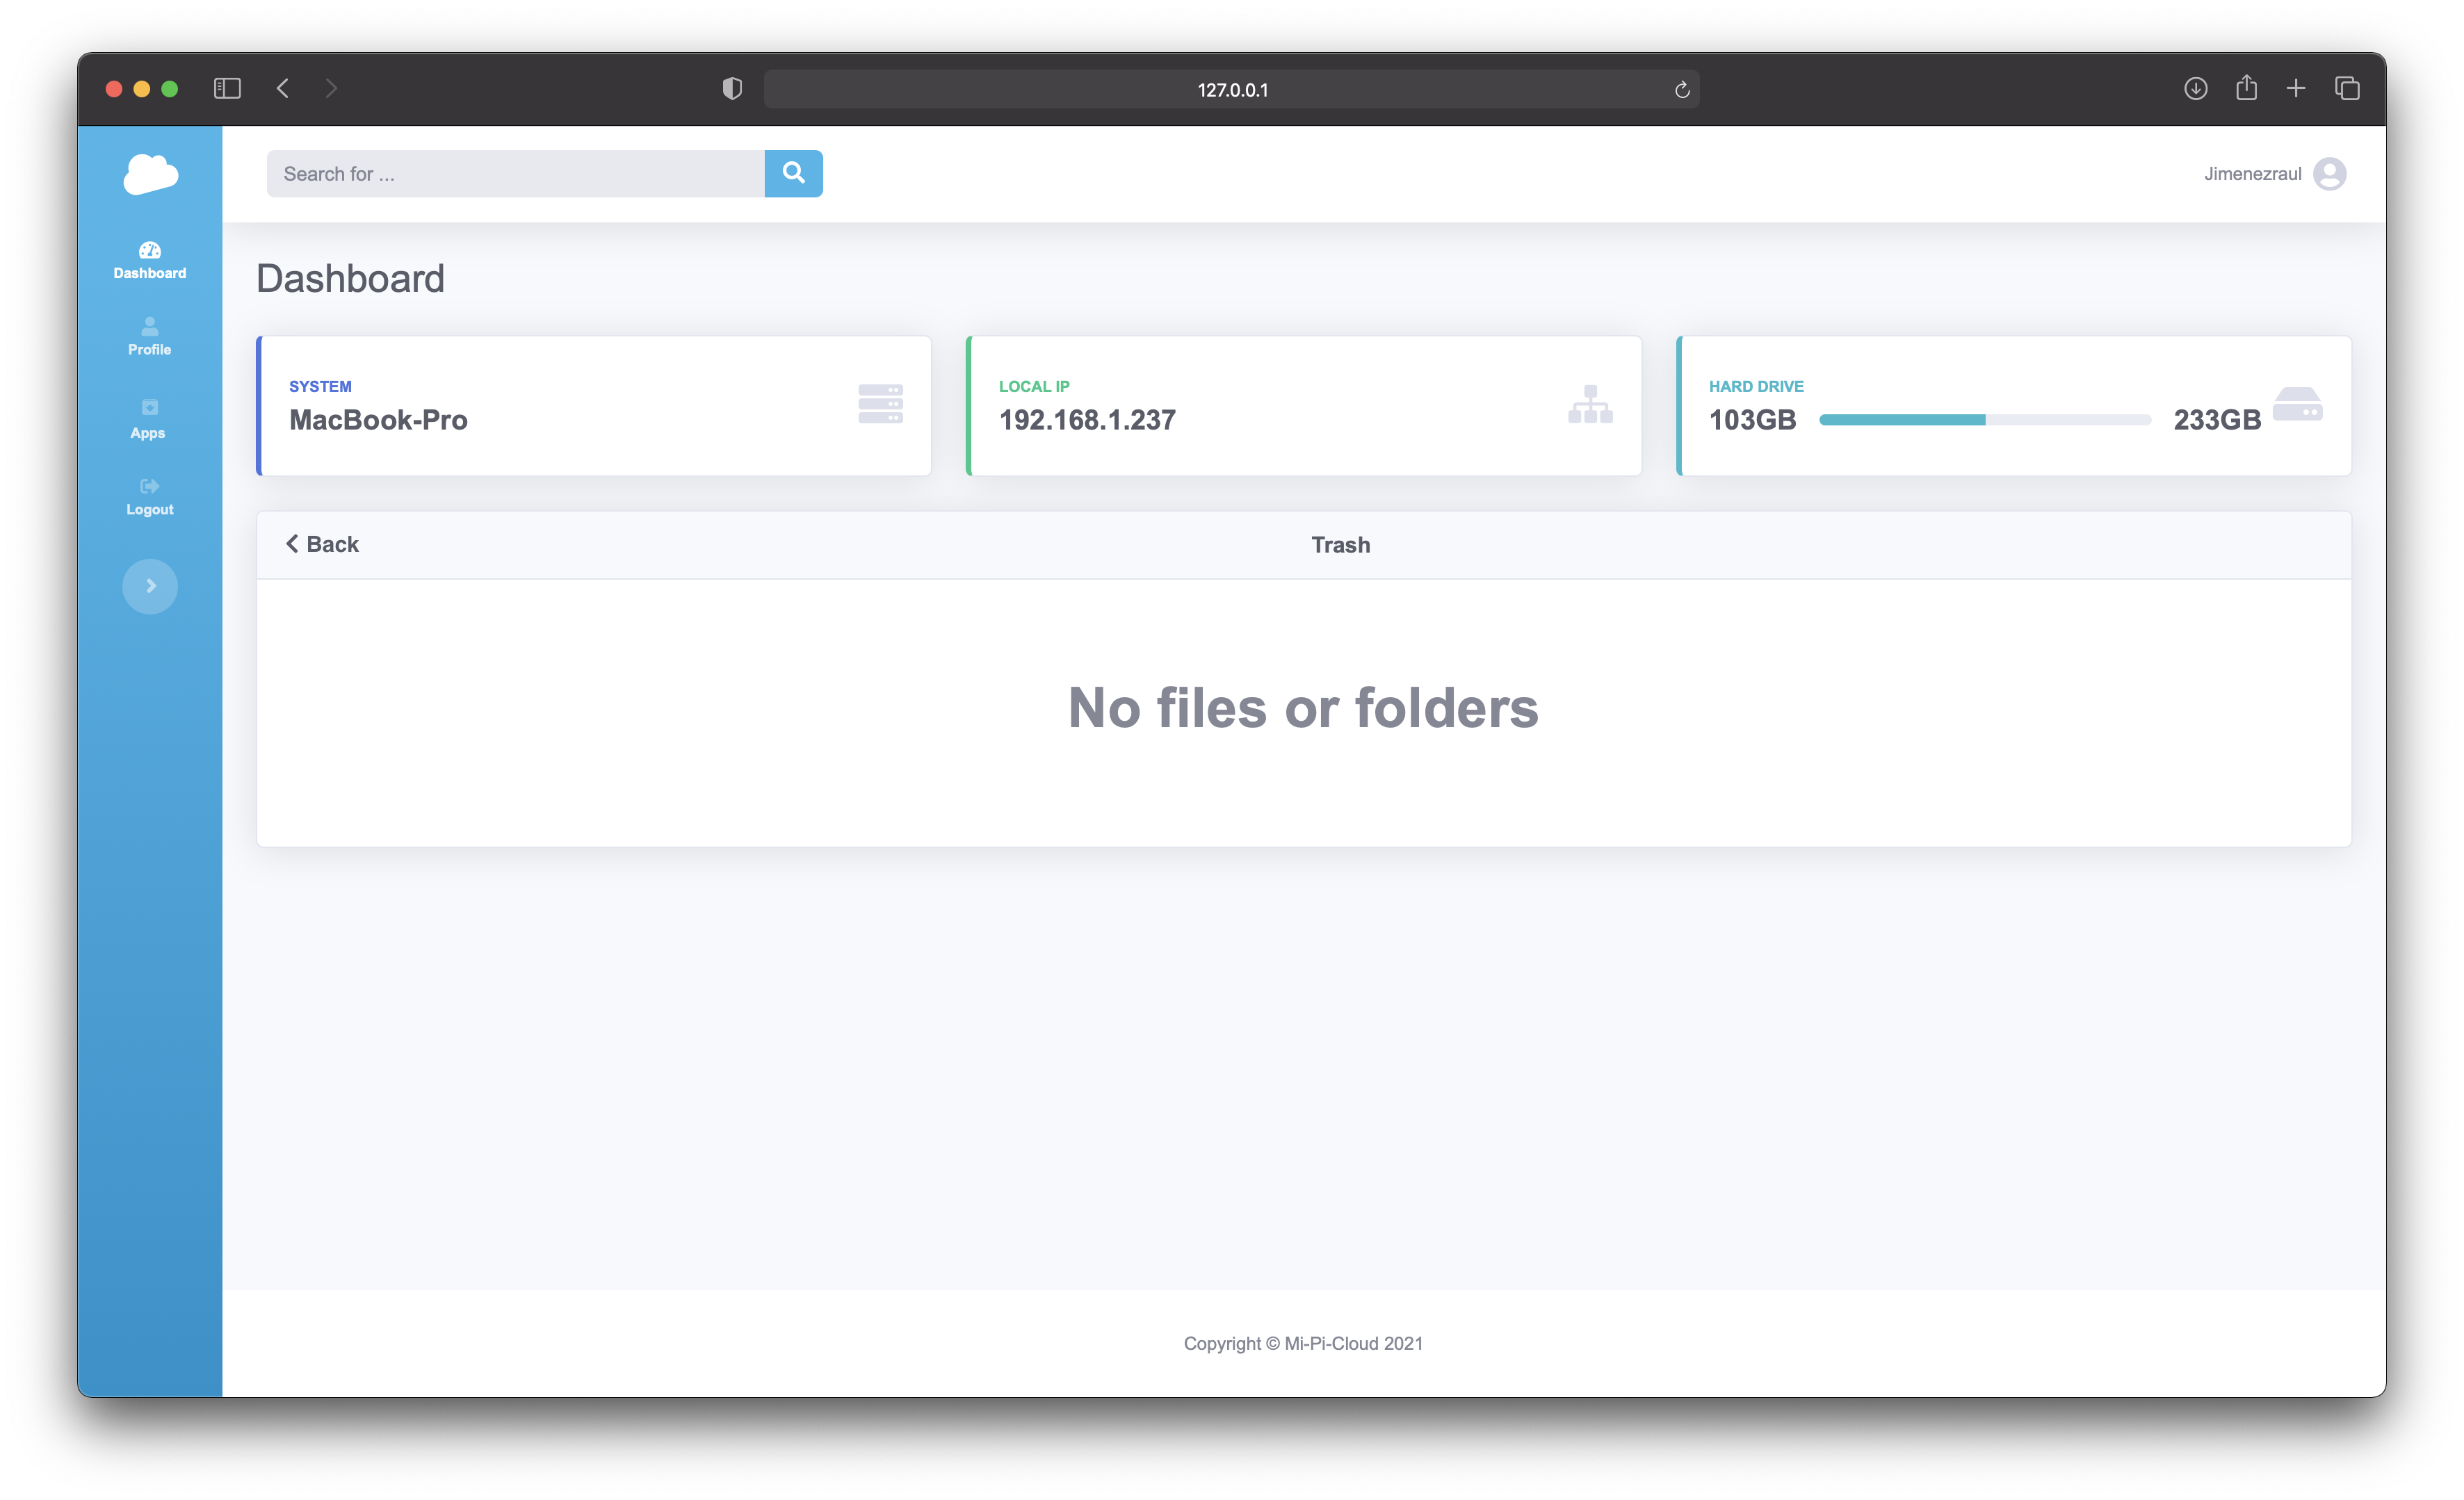 127.0.0.1
Search for ...
Jimenezraul
Dashboard
Profile
Apps
Logout
Dashboard
SYSTEM
MacBook-Pro
LOCAL IP
192.168.1.237
HARD DRIVE
103GB 233GB
Back
Trash
No files or folders
Copyright © Mi-Pi-Cloud 2021